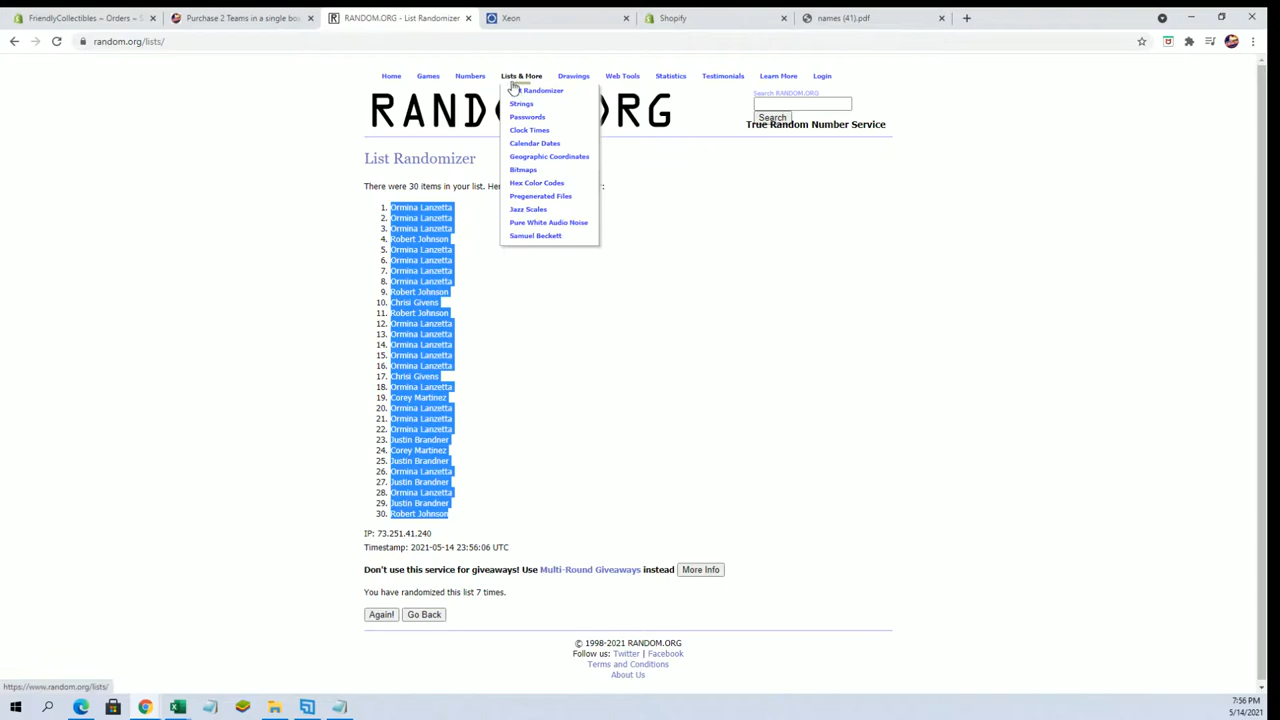 FriendlyCollectibles ~ Orders ~ S
Purchase 2 Teams in a single bo
RANDOM.ORG - List Randomizer
Xeon
Shopify
names (41).pdf
random.org/lists/
Home Games Numbers Lists & More Drawings Web Tools Statistics Testimonials Learn More Login
Randomizer
Strings
Passwords
Clock Times
Calendar Dates
Geographic Coordinates
Bitmaps
Hex Color Codes
Pregenerated Files
Jazz Scales
Pure White Audio Noise
Samuel Beckett
Search RANDOM.ORG
Search
True Random Number Service
List Randomizer
There were 30 items in your list. Her
1. Ormina Lanzetta
2. Ormina Lanzetta
3. Ormina Lanzetta
4. Robert Johnson
5. Ormina Lanzetta
6. Ormina Lanzetta
7. Ormina Lanzetta
8. Ormina Lanzetta
9. Robert Johnson
10. Chrisi Givens
11. Robert Johnson
12. Ormina Lanzetta
13. Ormina Lanzetta
14. Ormina Lanzetta
15. Ormina Lanzetta
16. Ormina Lanzetta
17. Chrisi Givens
18. Ormina Lanzetta
19. Corey Martinez
20. Ormina Lanzetta
21. Ormina Lanzetta
22. Ormina Lanzetta
23. Justin Brandner
24. Corey Martinez
25. Justin Brandner
26. Ormina Lanzetta
27. Justin Brandner
28. Ormina Lanzetta
29. Justin Brandner
30. Robert Johnson
IP: 73.251.41.240
Timestamp: 2021-05-14 23:56:06 UTC
Don't use this service for giveaways! Use Multi-Round Giveaways instead More Info
You have randomized this list 7 times.
Again! Go Back
© 1998-2021 RANDOM.ORG
Follow us: Twitter | Facebook
Terms and Conditions
About Us
https://www.random.org/lists/
7:56 PM
5/14/2021